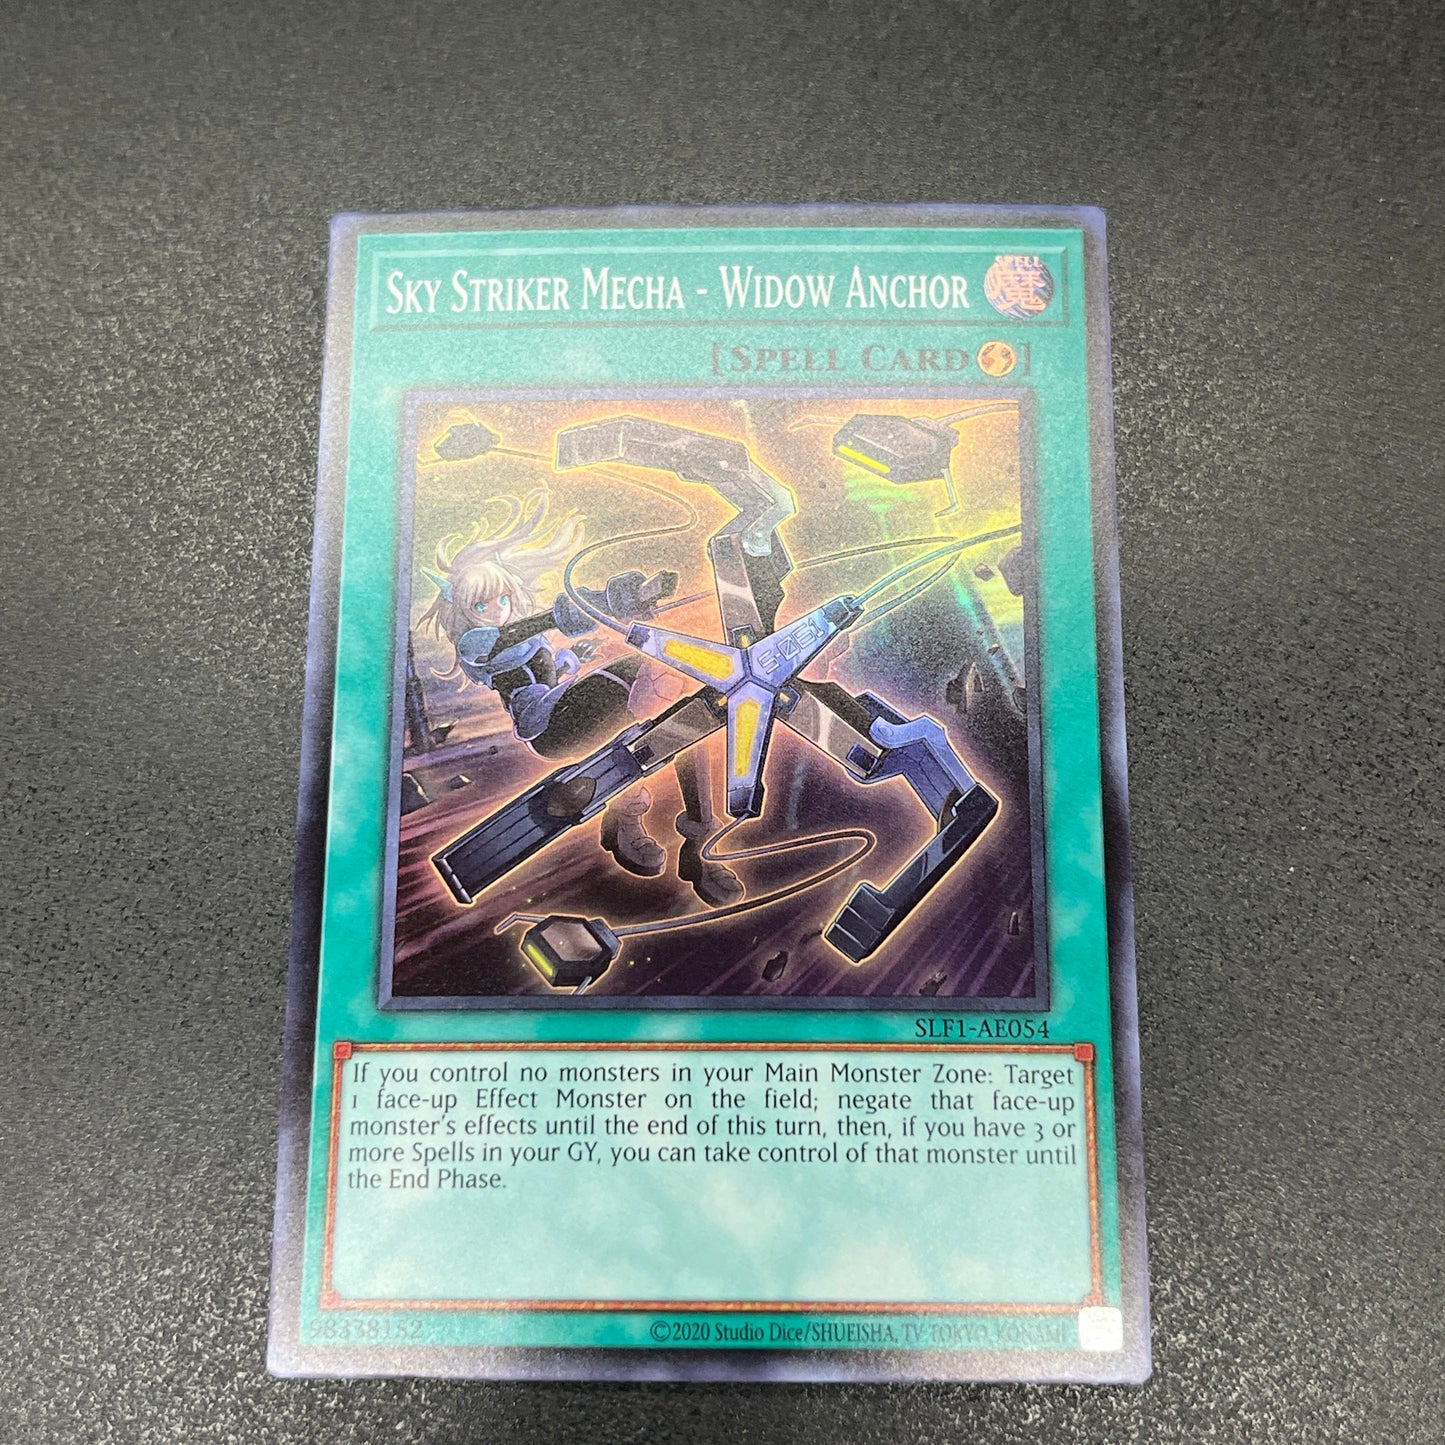 SKY STRIKER MECHA - WIDOW ANCHOR
SPELL
魔
[SPELL CARD]
S-061
SLF1-AE054
If you control no monsters in your Main Monster Zone: Target
1 face-up Effect Monster on the field; negate that face-up
monster's effects until the end of this turn, then, if you have 3 or
more Spells in your GY, you can take control of that monster until
the End Phase.
98338152
©2020 Studio Dice/SHUEISHA, TV TOKYO, KONAMI